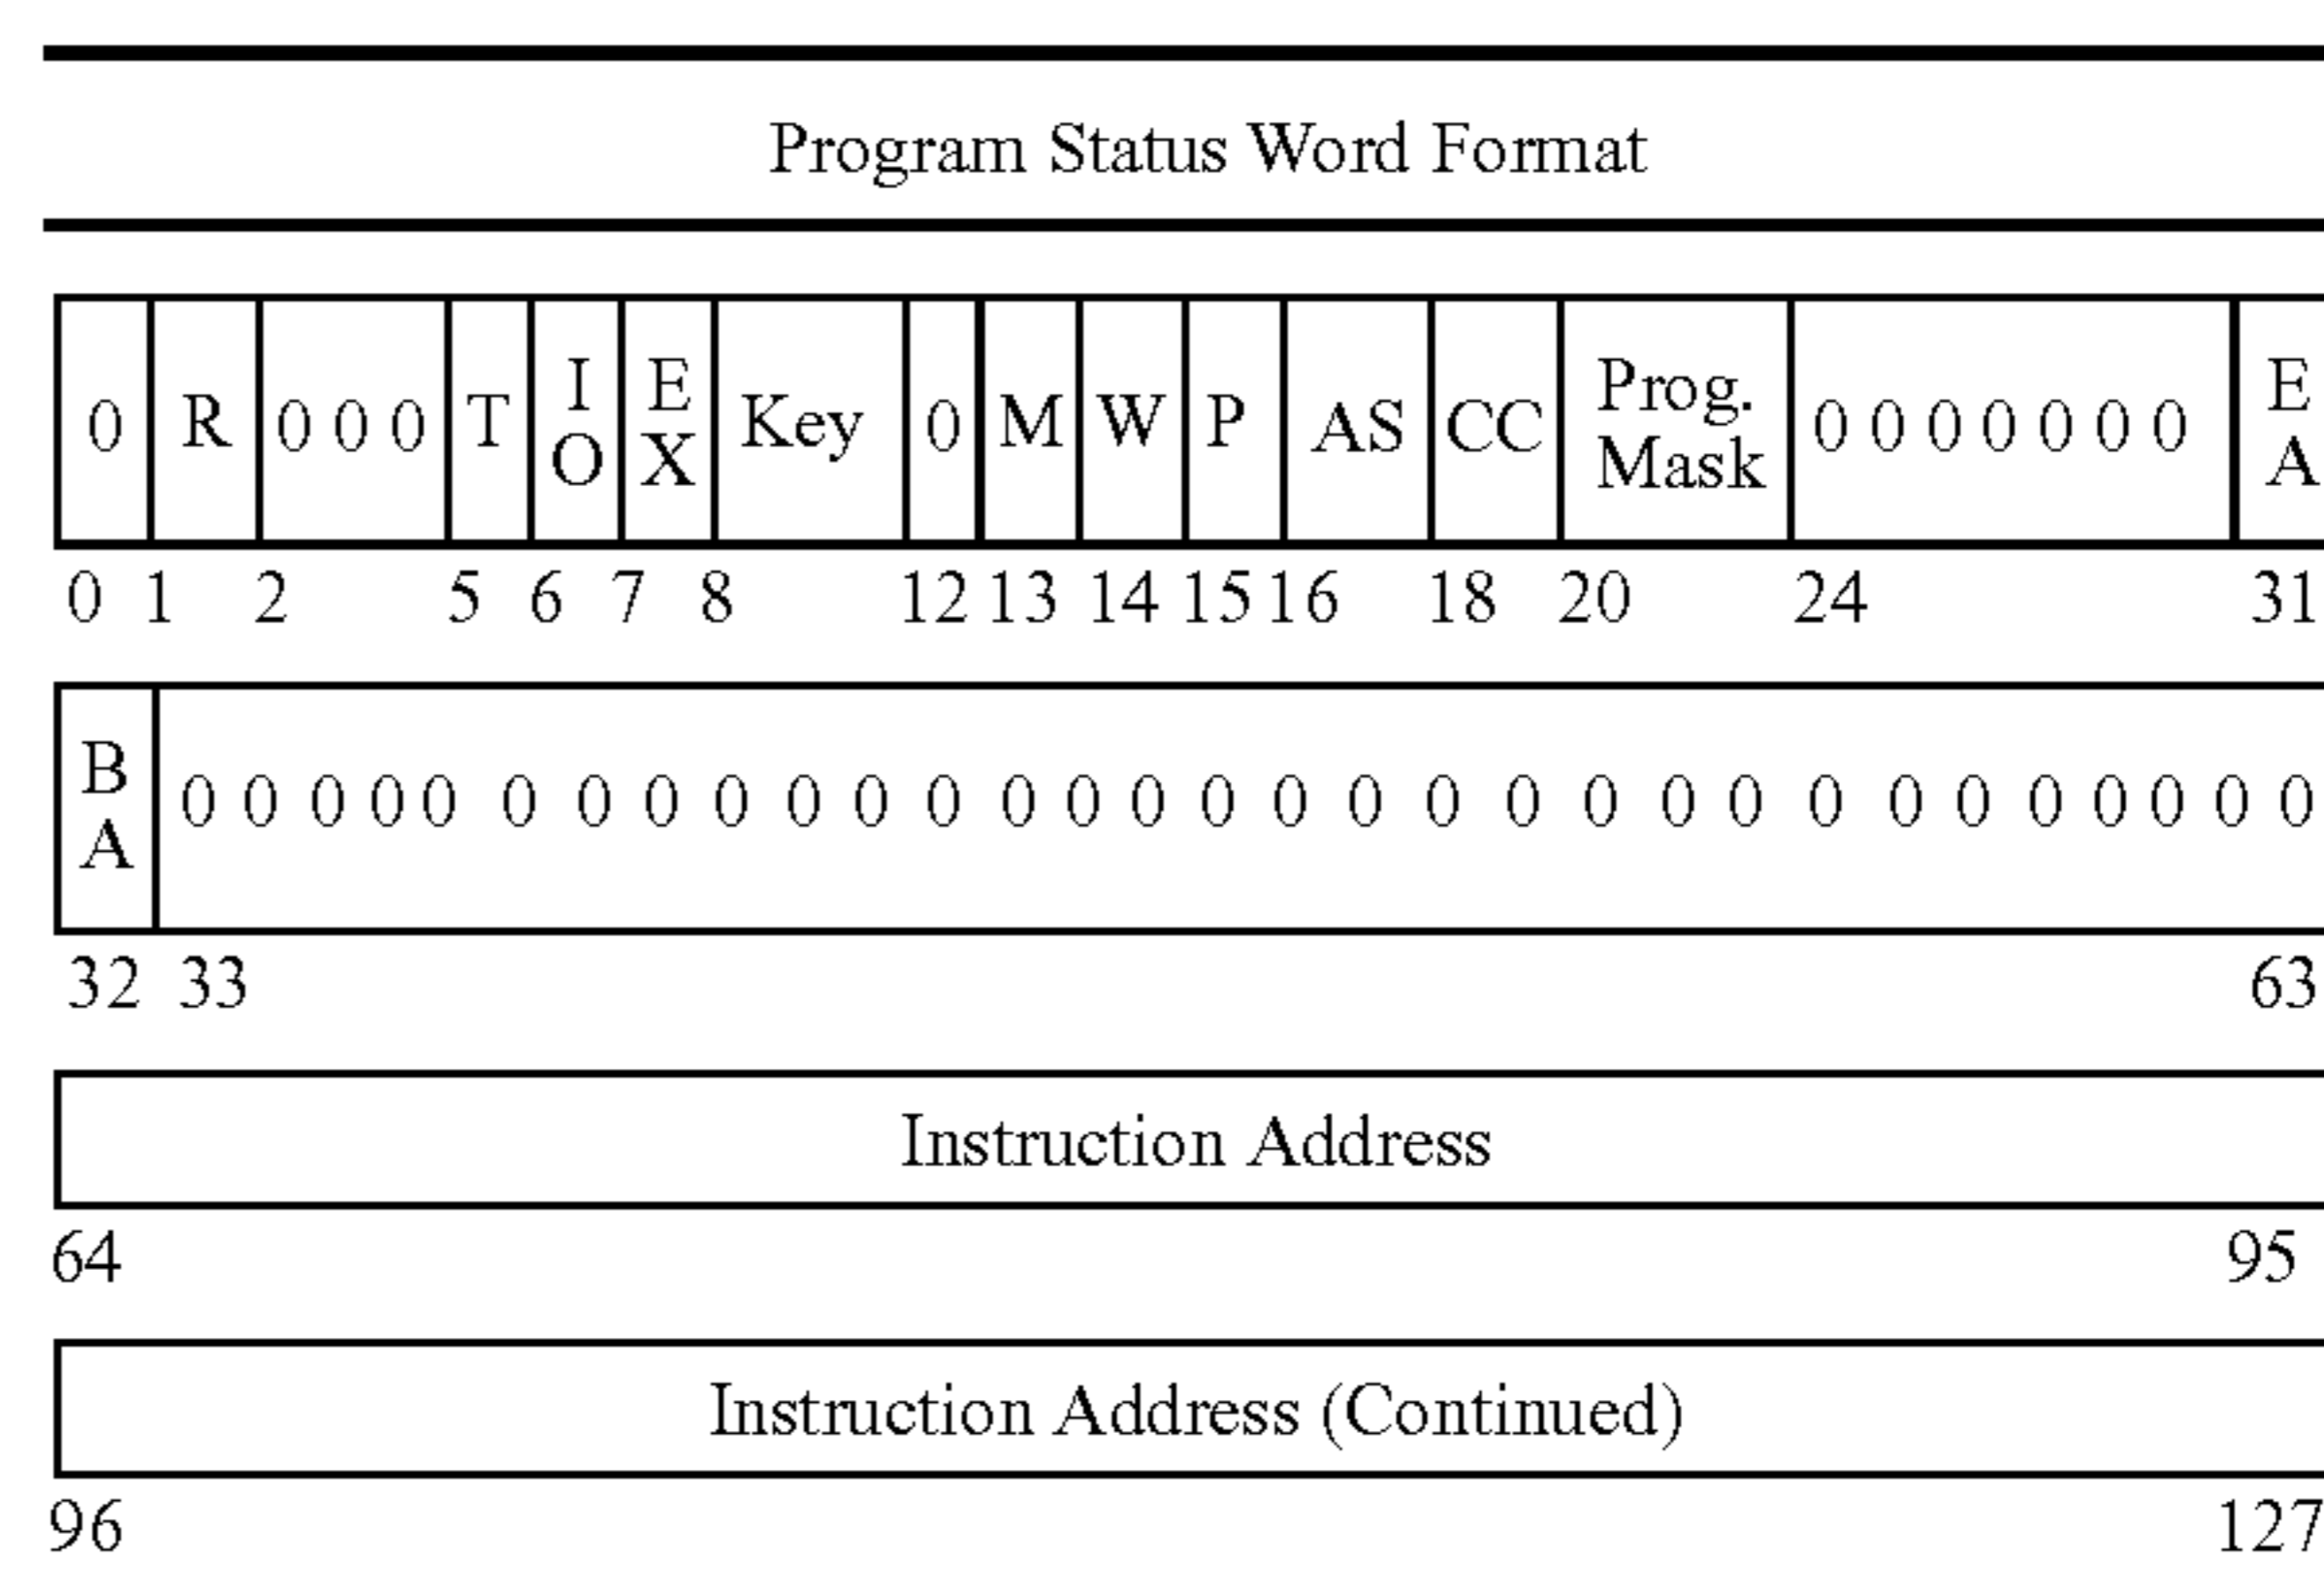 Program Status Word Format
0 R 0 0 0 T I O E X Key 0 M W P AS CC Prog. Mask 0 0 0 0 0 0 0 E A
0 1 2 5 6 7 8 12 13 14 15 16 18 20 24 31
B A 0 0 0 0 0 0 0 0 0 0 0 0 0 0 0 0 0 0 0 0 0 0 0 0 0 0 0 0 0 0 0
32 33 63
Instruction Address
64 95
Instruction Address (Continued)
96 127